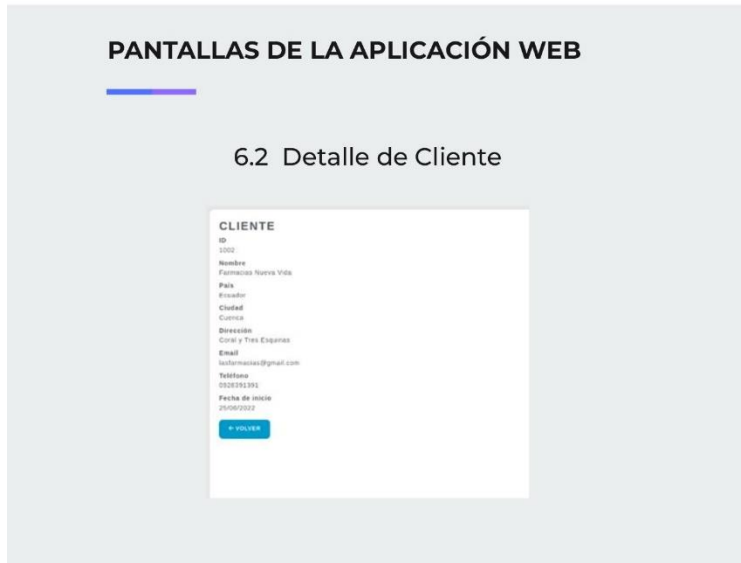 PANTALLAS DE LA APLICACIÓN WEB
6.2 Detalle de Cliente
CLIENTE
ID
1002
Nombre
Farmacias Nueva Vida
País
Ecuador
Ciudad
Cuenca
Dirección
Coral y Tres Esquinas
Email
lasfarmacias@gmail.com
Teléfono
0928391391
Fecha de inicio
25/08/2022
← VOLVER